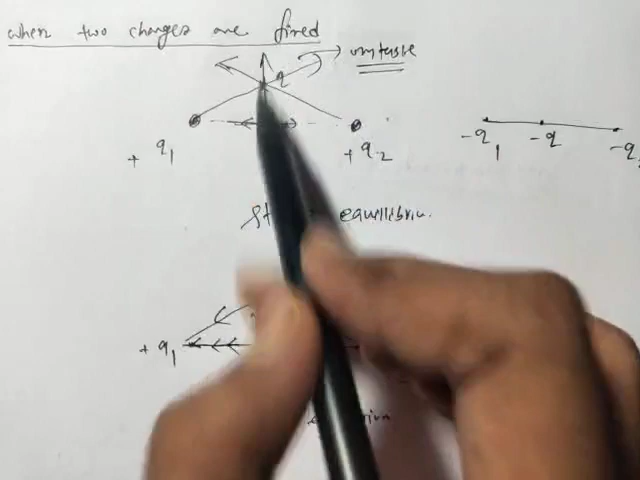 when two charges are fixed
unstable
q
+ q1
+ q2
-q1
-q
-q
equilibriu.
+ q1